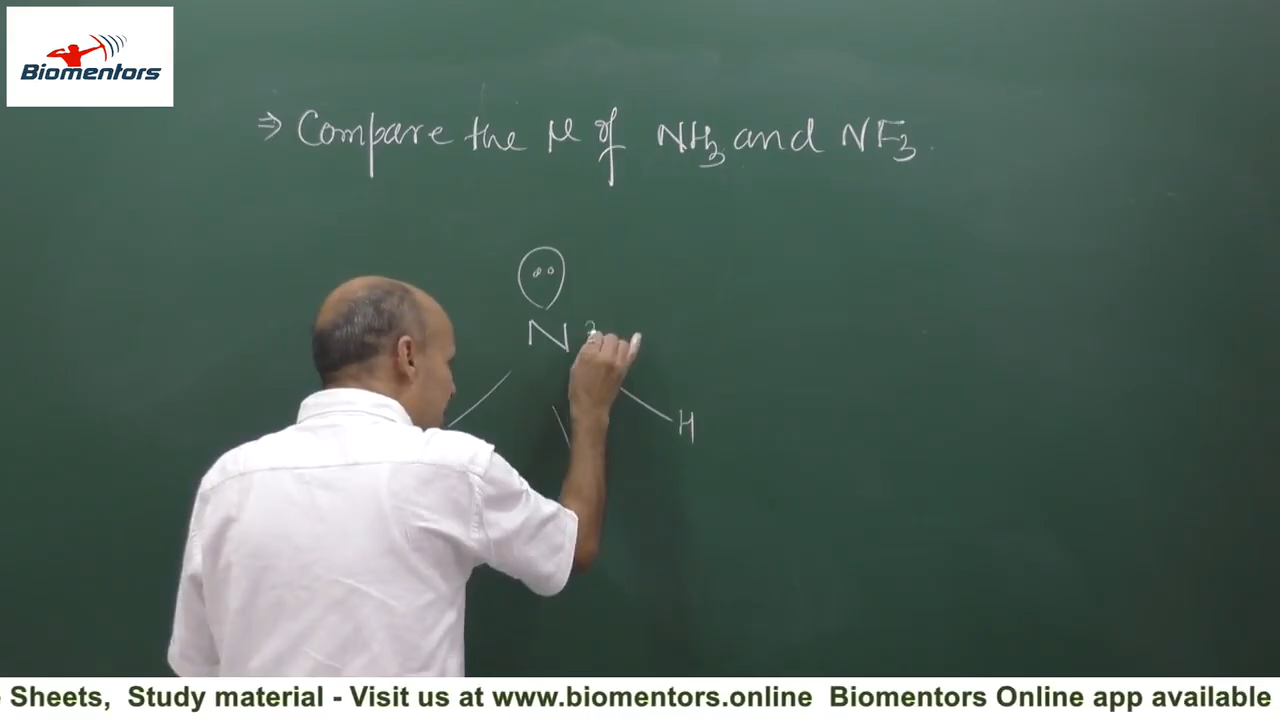 Biomentors
⇒ Compare the μ of NH₃ and NF₃.
N
H
Sheets, Study material - Visit us at www.biomentors.online Biomentors Online app available